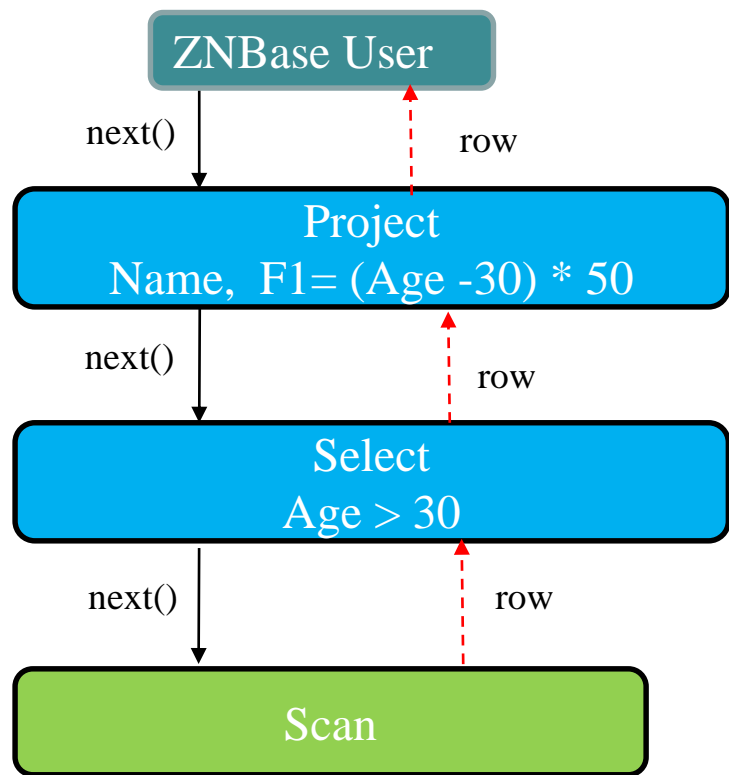 ZNBase User
next()
row
Project
Name, F1= (Age -30) * 50
next()
row
Select
Age > 30
next()
row
Scan